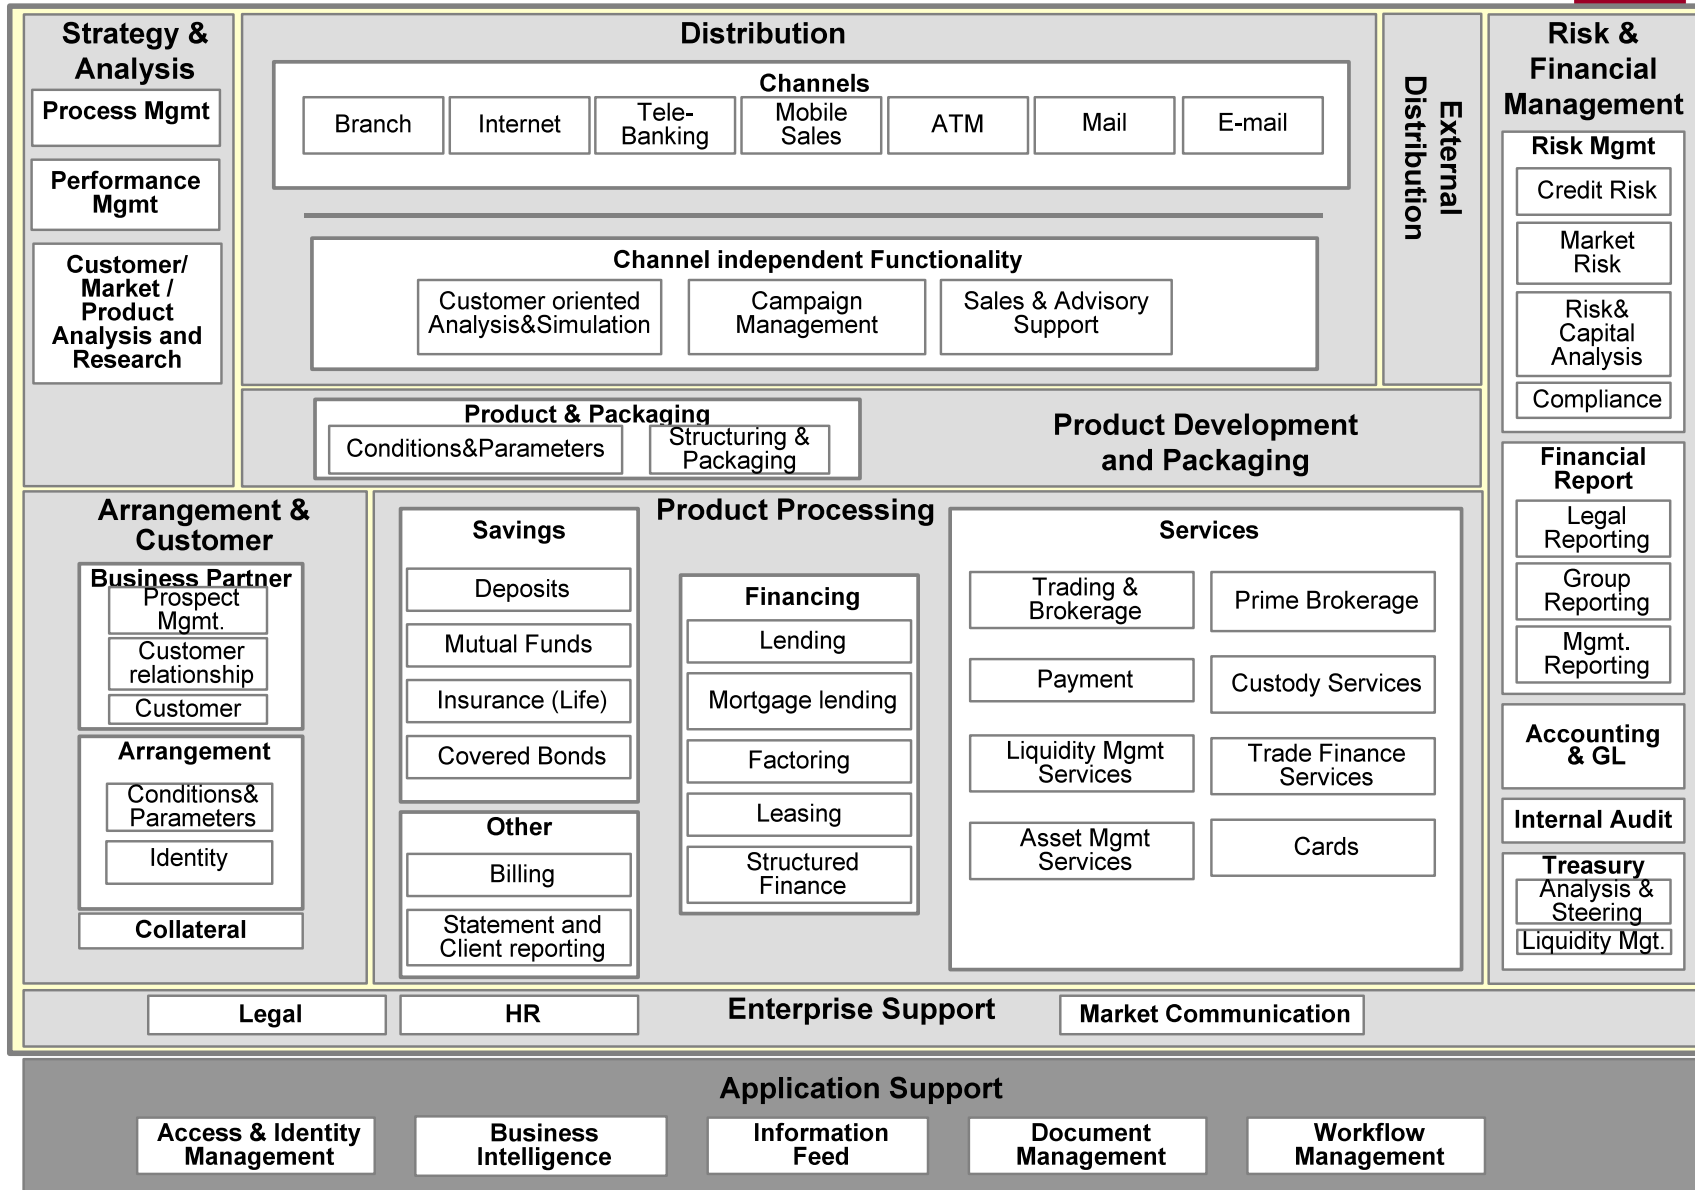 Strategy &
Analysis
Process Mgmt
Performance
Mgmt
Customer/
Market /
Product
Analysis and
Research
Distribution
Channels
Branch
Internet
Tele-
Banking
Mobile
Sales
ATM
Mail
E-mail
Channel independent Functionality
Customer oriented
Analysis&Simulation
Campaign
Management
Sales & Advisory
Support
External
Distribution
Product & Packaging
Conditions&Parameters
Structuring &
Packaging
Product Development
and Packaging
Arrangement &
Customer
Business Partner
Prospect
Mgmt.
Customer
relationship
Customer
Arrangement
Conditions&
Parameters
Identity
Collateral
Product Processing
Savings
Deposits
Mutual Funds
Insurance (Life)
Covered Bonds
Other
Billing
Statement and
Client reporting
Financing
Lending
Mortgage lending
Factoring
Leasing
Structured
Finance
Services
Trading &
Brokerage
Prime Brokerage
Payment
Custody Services
Liquidity Mgmt
Services
Trade Finance
Services
Asset Mgmt
Services
Cards
Risk &
Financial
Management
Risk Mgmt
Credit Risk
Market
Risk
Risk&
Capital
Analysis
Compliance
Financial
Report
Legal
Reporting
Group
Reporting
Mgmt.
Reporting
Accounting
& GL
Internal Audit
Treasury
Analysis &
Steering
Liquidity Mgt.
Legal
HR
Enterprise Support
Market Communication
Application Support
Access & Identity
Management
Business
Intelligence
Information
Feed
Document
Management
Workflow
Management